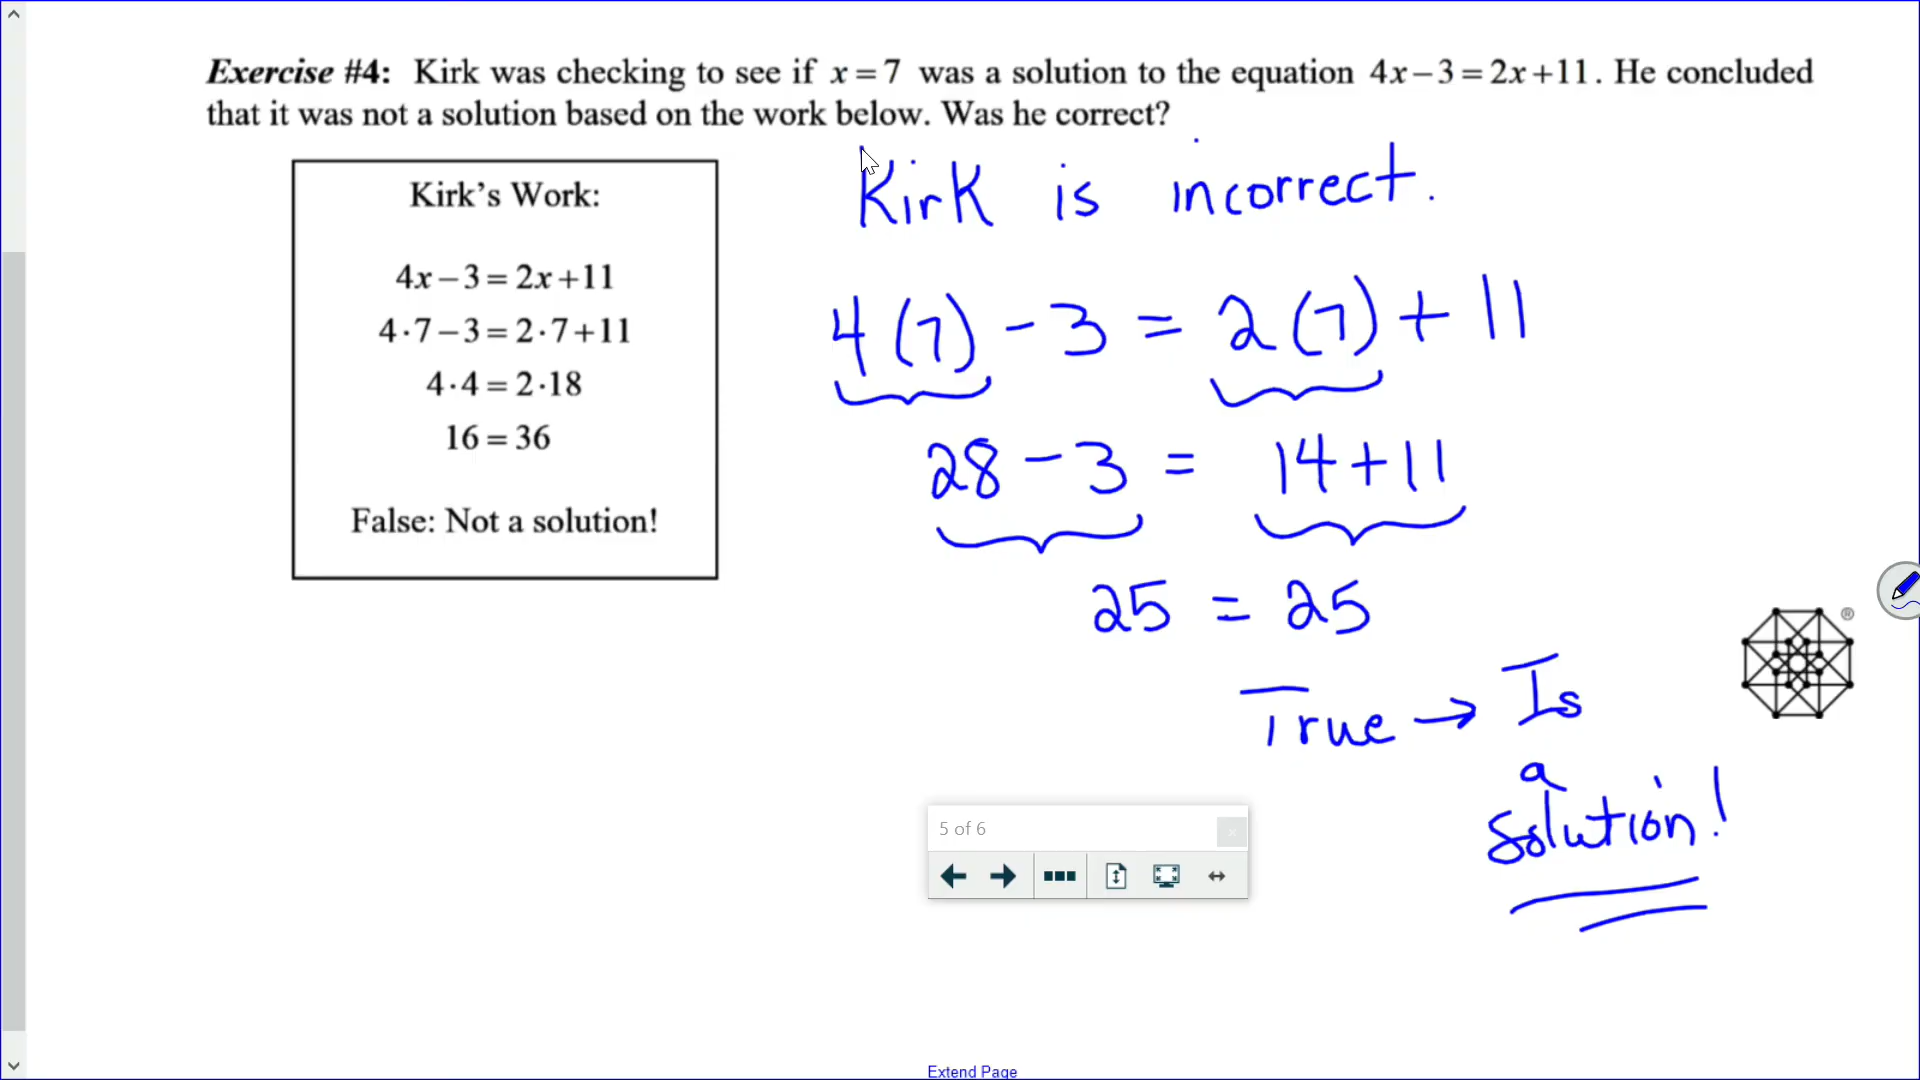 Exercise #4: Kirk was checking to see if x = 7 was a solution to the equation 4x − 3 = 2x + 11. He concluded
that it was not a solution based on the work below. Was he correct?
Kirk's Work:
4x − 3 = 2x + 11
4 · 7 − 3 = 2 · 7 + 11
4 · 4 = 2 · 18
16 = 36
False: Not a solution!
Kirk is incorrect.
4(7) − 3 = 2(7) + 11
28 − 3 = 14 + 11
25 = 25
True → Is
a
solution!
®
5 of 6
Extend Page